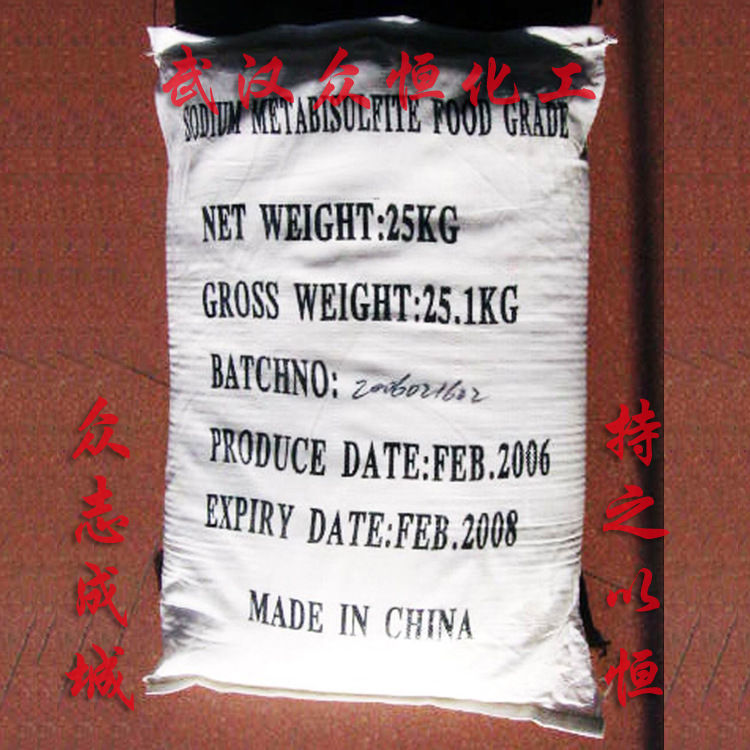 武汉众恒化工
SODIUM METABISULFITE FOOD GRADE
NET WEIGHT:25KG
GROSS WEIGHT:25.1KG
BATCHNO: 2006021602
PRODUCE DATE:FEB.2006
EXPIRY DATE:FEB.2008
MADE IN CHINA
众志成城
持之以恒